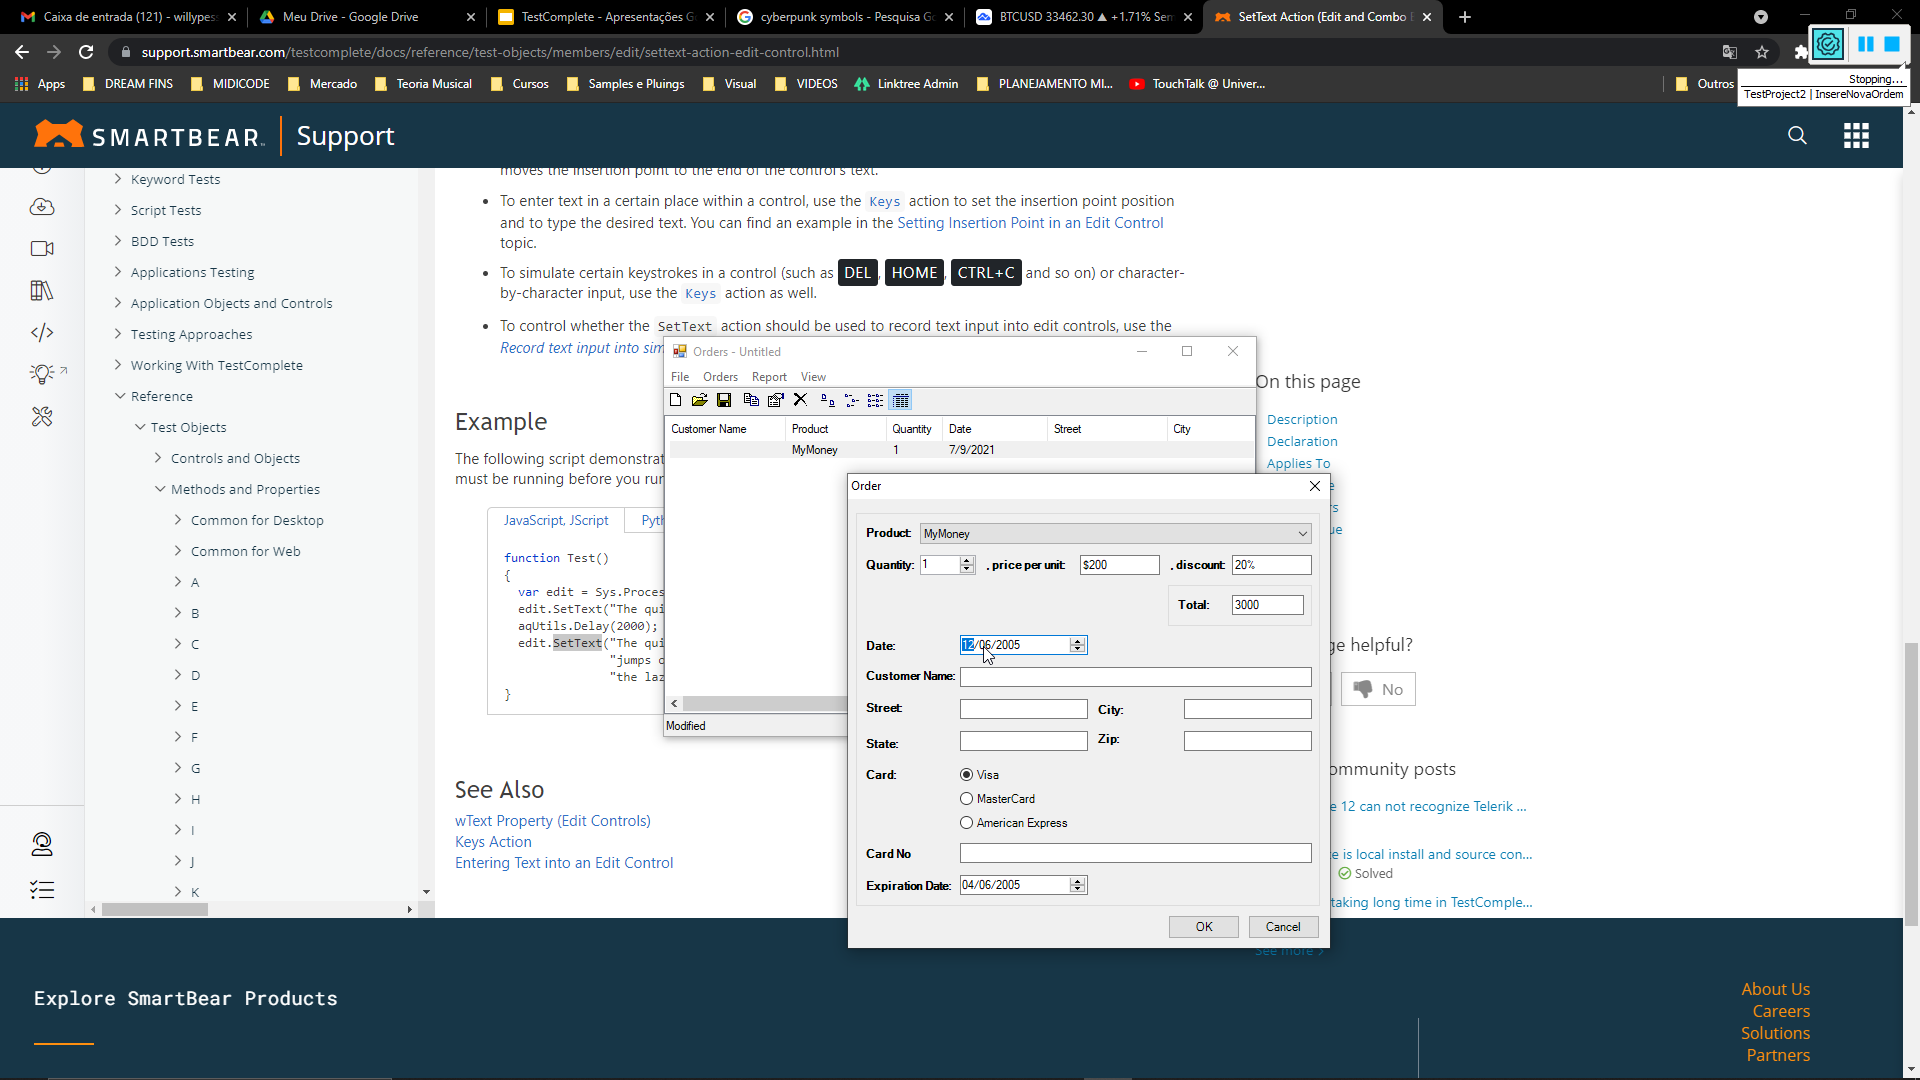 Caixa de entrada (121) - willypes
Meu Drive - Google Drive
TestComplete - Apresentações G
cyberpunk symbols - Pesquisa Go
BTCUSD 33462.30 ▲ +1.71% Sem
SetText Action (Edit and Combo
support.smartbear.com/testcomplete/docs/reference/test-objects/members/edit/settext-action-edit-control.html
Stopping...
TestProject2 | InsereNovaOrdem
Apps
DREAM FINS
MIDICODE
Mercado
Teoria Musical
Cursos
Samples e Pluings
Visual
VIDEOS
Linktree Admin
PLANEJAMENTO MI...
TouchTalk @ Univer...
Outros
SMARTBEAR
Support
Keyword Tests
Script Tests
BDD Tests
Applications Testing
Application Objects and Controls
Testing Approaches
Working With TestComplete
Reference
Test Objects
Controls and Objects
Methods and Properties
Common for Desktop
Common for Web
A
B
C
D
E
F
G
H
I
J
K
moves the insertion point to the end of the control's text.
To enter text in a certain place within a control, use the Keys action to set the insertion point position
and to type the desired text. You can find an example in the Setting Insertion Point in an Edit Control
topic.
To simulate certain keystrokes in a control (such as DEL, HOME, CTRL+C and so on) or character-
by-character input, use the Keys action as well.
To control whether the SetText action should be used to record text input into edit controls, use the
Record text input into sim
Example
The following script demonstrat
must be running before you run
JavaScript, JScript
Pyth
function Test()
{
var edit = Sys.Proces
edit.SetText("The qui
aqUtils.Delay(2000);
edit.SetText("The qui
"jumps o
"the laz
}
See Also
wText Property (Edit Controls)
Keys Action
Entering Text into an Edit Control
Orders - Untitled
File Orders Report View
Customer Name Product Quantity Date Street City
MyMoney 1 7/9/2021
Modified
Order
Product: MyMoney
Quantity: 1 , price per unit: $200 , discount: 20%
Total: 3000
Date: 12/06/2005
Customer Name:
Street: City:
State: Zip:
Card: Visa
MasterCard
American Express
Card No
Expiration Date: 04/06/2005
OK Cancel
On this page
Description
Declaration
Applies To
ge helpful?
No
ommunity posts
e 12 can not recognize Telerik ...
te is local install and source con...
Solved
taking long time in TestComple...
See more >
Explore SmartBear Products
About Us
Careers
Solutions
Partners